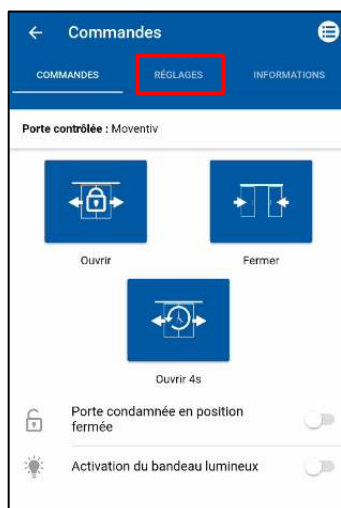 Commandes
COMMANDES RÉGLAGES INFORMATIONS
Porte contrôlée : Moventiv
Ouvrir Fermer
Ouvrir 4s
Porte condamnée en position
fermée
Activation du bandeau lumineux